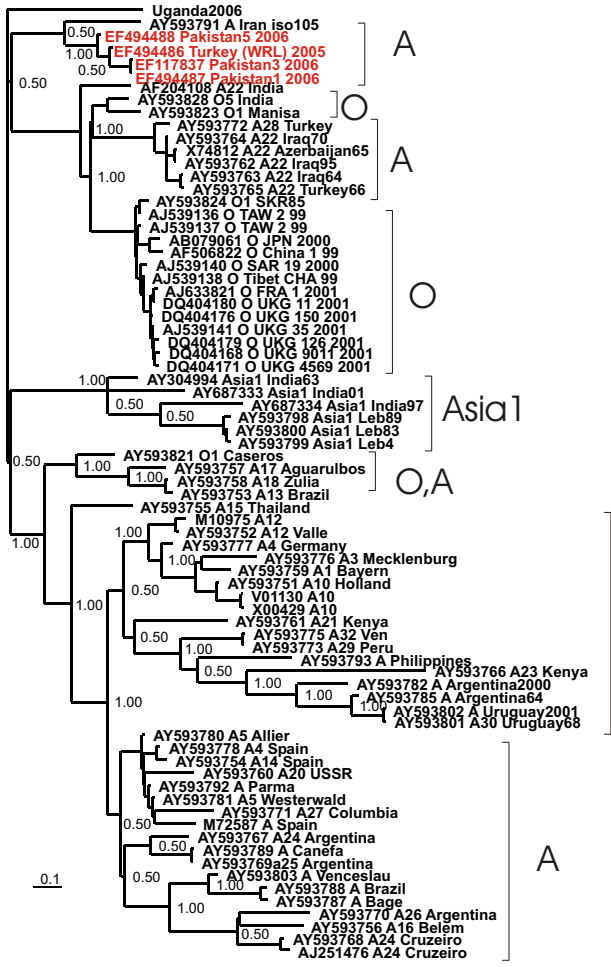 Uganda2006
AY593791 A Iran iso105
0.50
EF494488 Pakistan5 2006
A
1.00
EF494486 Turkey (WRL) 2005
0.50
EF117837 Pakistan3 2006
0.50
EF494487 Pakistan1 2006
AF204108 A22 India
AY593828 O5 India
O
AY593823 O1 Manisa
1.00
AY593772 A28 Turkey
AY593764 A22 Iraq70
X74812 A22 Azerbaijan65
A
AY593762 A22 Iraq95
1.00
AY593763 A22 Iraq64
AY593765 A22 Turkey66
AY593824 O1 SKR85
AJ539136 O TAW 2 99
AJ539137 O TAW 2 99
AB079061 O JPN 2000
AF506822 O China 1 99
AJ539140 O SAR 19 2000
AJ539138 O Tibet CHA 99
AJ633821 O FRA 1 2001
O
DQ404180 O UKG 11 2001
DQ404176 O UKG 150 2001
AJ539141 O UKG 35 2001
DQ404179 O UKG 126 2001
DQ404168 O UKG 9011 2001
DQ404171 O UKG 4569 2001
1.00
AY304994 Asia1 India63
AY687333 Asia1 India01
0.50
AY687334 Asia1 India97
Asia1
0.50
AY593798 Asia1 Leb89
AY593800 Asia1 Leb83
AY593799 Asia1 Leb4
0.50
AY593821 O1 Caseros
1.00
AY593757 A17 Aguarulbos
1.00
AY593758 A18 Zulia
O,A
AY593753 A13 Brazil
AY593755 A15 Thailand
M10975 A12
1.00
1.00
AY593752 A12 Valle
AY593777 A4 Germany
1.00
AY593776 A3 Mecklenburg
AY593759 A1 Bayern
0.50
AY593751 A10 Holland
V01130 A10
1.00
X00429 A10
AY593761 A21 Kenya
0.50
AY593775 A32 Ven
1.00
AY593773 A29 Peru
AY593793 A Philippines
0.50
AY593766 A23 Kenya
1.00
AY593782 A Argentina2000
1.00
AY593785 A Argentina64
1.00
AY593802 A Uruguay2001
1.00
AY593801 A30 Uruguay68
AY593780 A5 Allier
AY593778 A4 Spain
AY593754 A14 Spain
AY593760 A20 USSR
AY593792 A Parma
AY593781 A5 Westerwald
AY593771 A27 Columbia
0.50
M72587 A Spain
AY593767 A24 Argentina
0.50
AY593789 A Canefa
A
AY593769a25 Argentina
0.50
AY593803 A Venceslau
0.1
1.00
AY593788 A Brazil
AY593787 A Bage
1.00
AY593770 A26 Argentina
AY593756 A16 Belem
0.50
AY593768 A24 Cruzeiro
AJ251476 A24 Cruzeiro